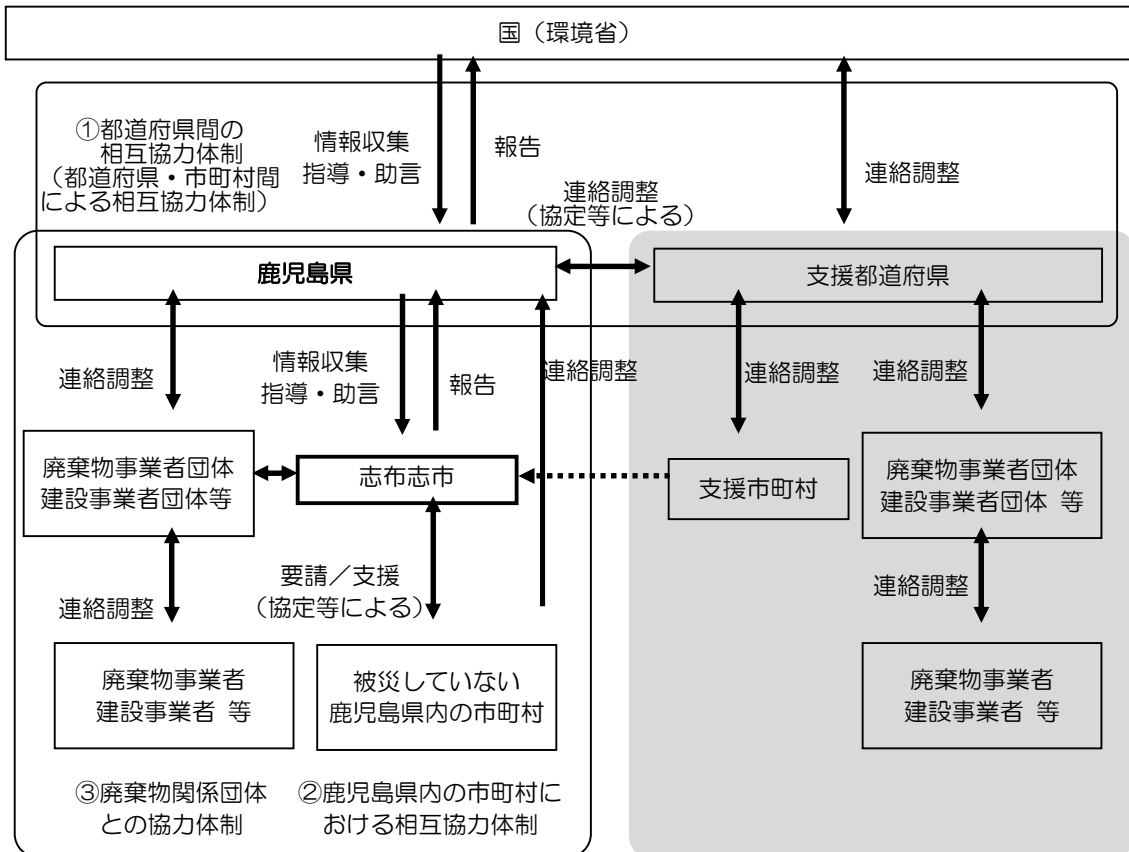 国（環境省）
①都道府県間の
相互協力体制
（都道府県・市町村間
による相互協力体制）
情報収集
指導・助言
報告
連絡調整
（協定等による）
連絡調整
鹿児島県
支援都道府県
連絡調整
情報収集
指導・助言
報告
連絡調整
連絡調整
連絡調整
廃棄物事業者団体
建設事業者団体等
志布志市
支援市町村
廃棄物事業者団体
建設事業者団体 等
連絡調整
要請／支援
（協定等による）
連絡調整
廃棄物事業者
建設事業者 等
被災していない
鹿児島県内の市町村
廃棄物事業者
建設事業者 等
③廃棄物関係団体
との協力体制
②鹿児島県内の市町村に
おける相互協力体制